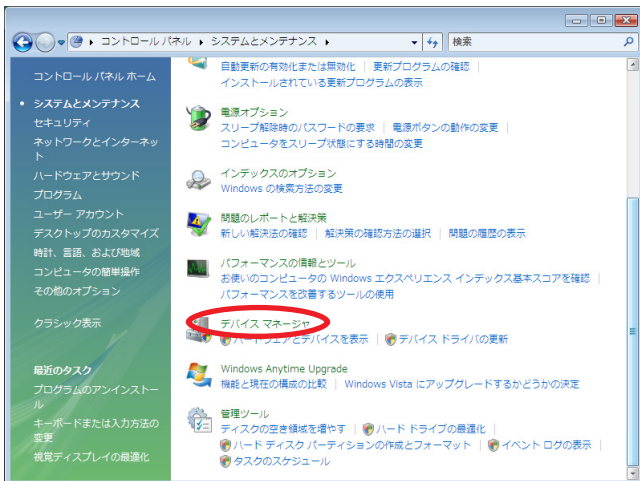 コントロール パネル ▸ システムとメンテナンス ▸
検索
コントロール パネル ホーム
システムとメンテナンス
セキュリティ
ネットワークとインターネッ
ト
ハードウェアとサウンド
プログラム
ユーザー アカウント
デスクトップのカスタマイズ
時計、言語、および地域
コンピュータの簡単操作
その他のオプション
クラシック表示
最近のタスク
プログラムのアンインストー
ル
キーボードまたは入力方法の
変更
視覚ディスプレイの最適化
自動更新の有効化または無効化 | 更新プログラムの確認 |
インストールされている更新プログラムの表示
電源オプション
スリープ解除時のパスワードの要求 | 電源ボタンの動作の変更 |
コンピュータをスリープ状態にする時間の変更
インデックスのオプション
Windows の検索方法の変更
問題のレポートと解決策
新しい解決法の確認 | 解決策の確認方法の選択 | 問題の履歴の表示
パフォーマンスの情報とツール
お使いのコンピュータの Windows エクスペリエンス インデックス基本スコアを確認 |
パフォーマンスを改善するツールの使用
デバイス マネージャ
ハードウェアとデバイスを表示 | デバイス ドライバの更新
Windows Anytime Upgrade
機能と現在の構成の比較 | Windows Vista にアップグレードするかどうかの決定
管理ツール
ディスクの空き領域を増やす | ハード ドライブの最適化 |
ハード ディスク パーティションの作成とフォーマット | イベント ログの表示 |
タスクのスケジュール